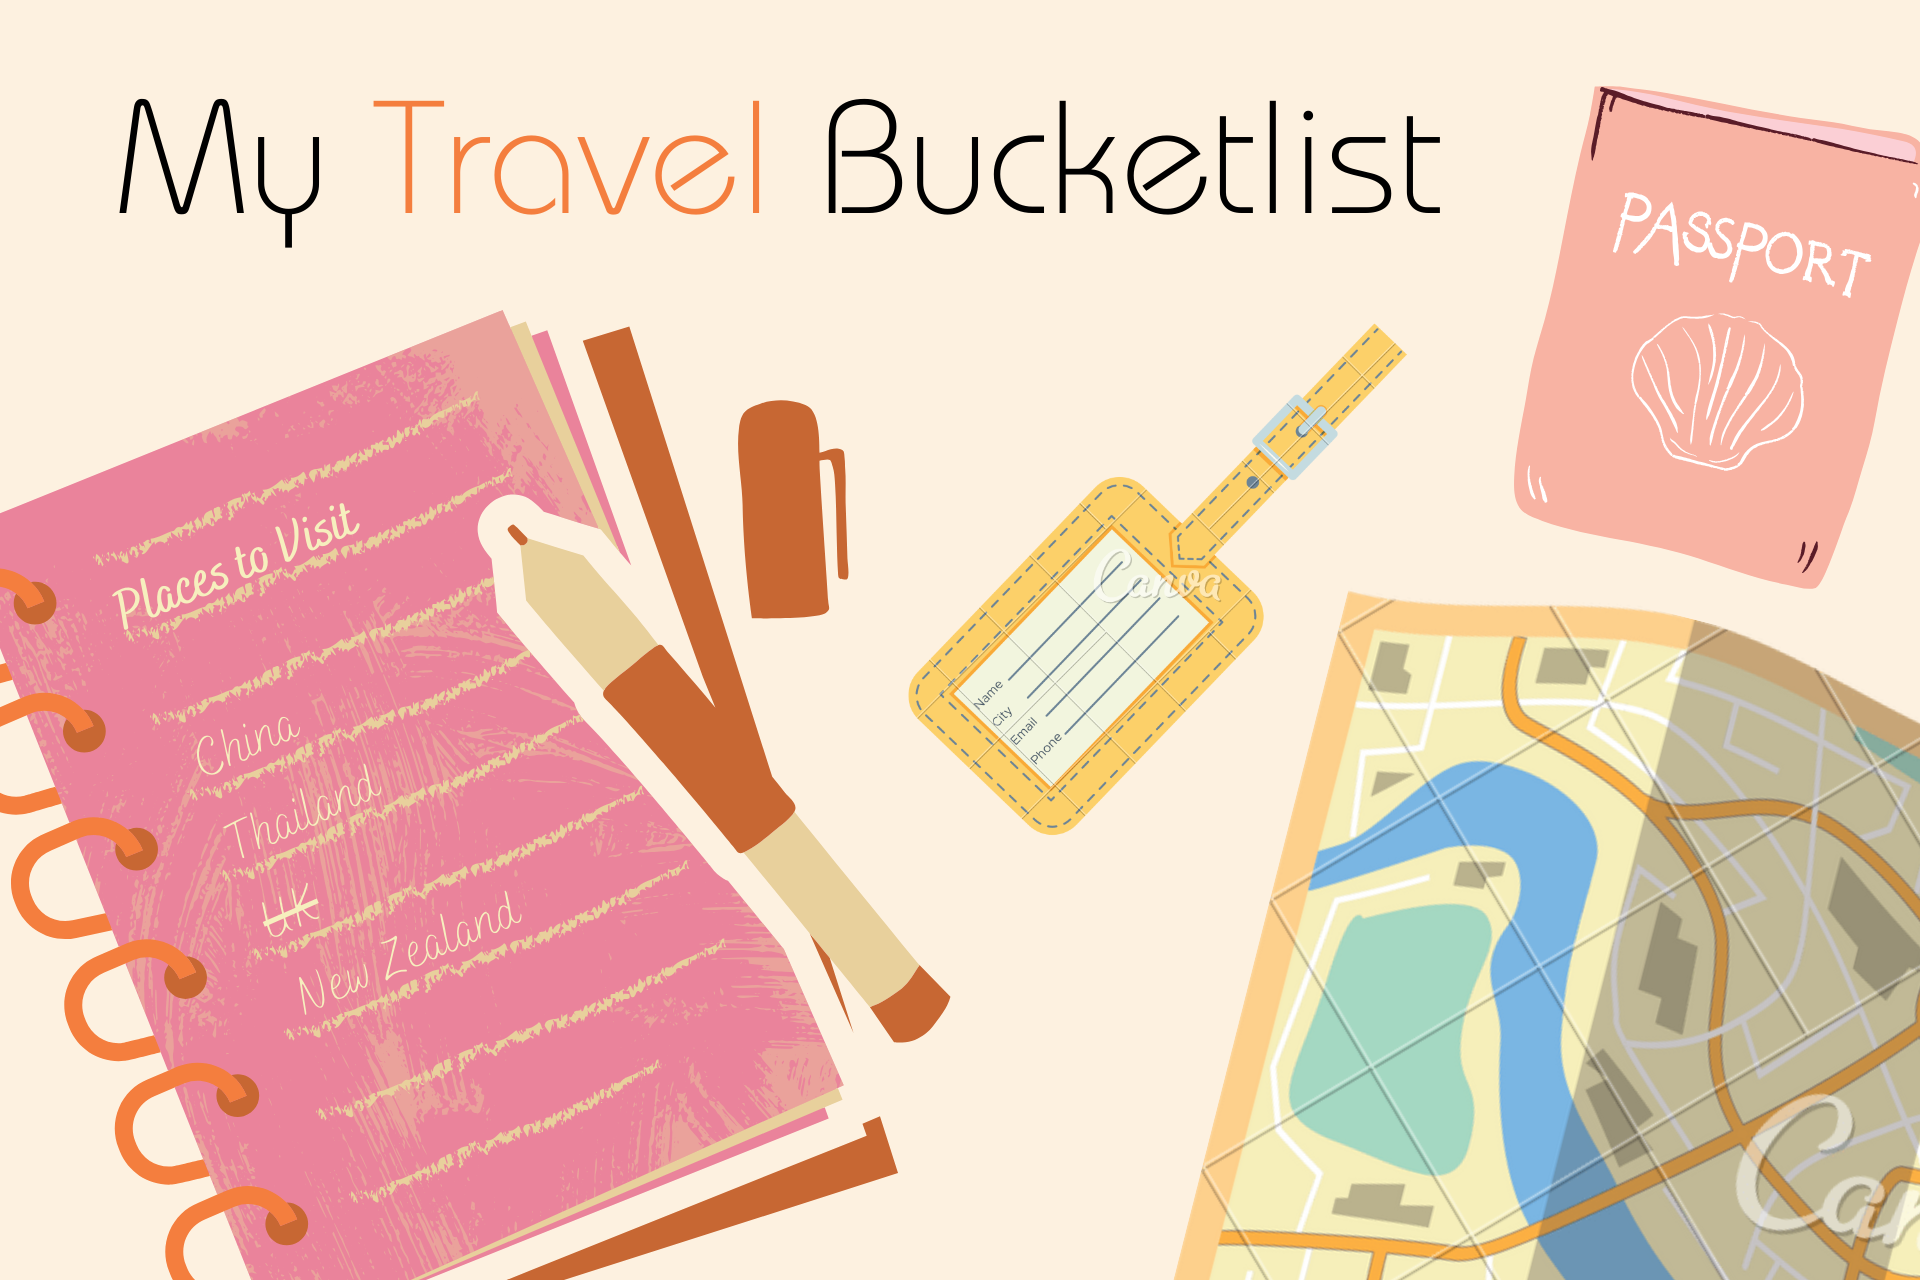 My Travel Bucketlist
PASSPORT
Places to Visit
China
Thailand
UK
New Zealand
Canva
Name
City
Email
Phone
Can